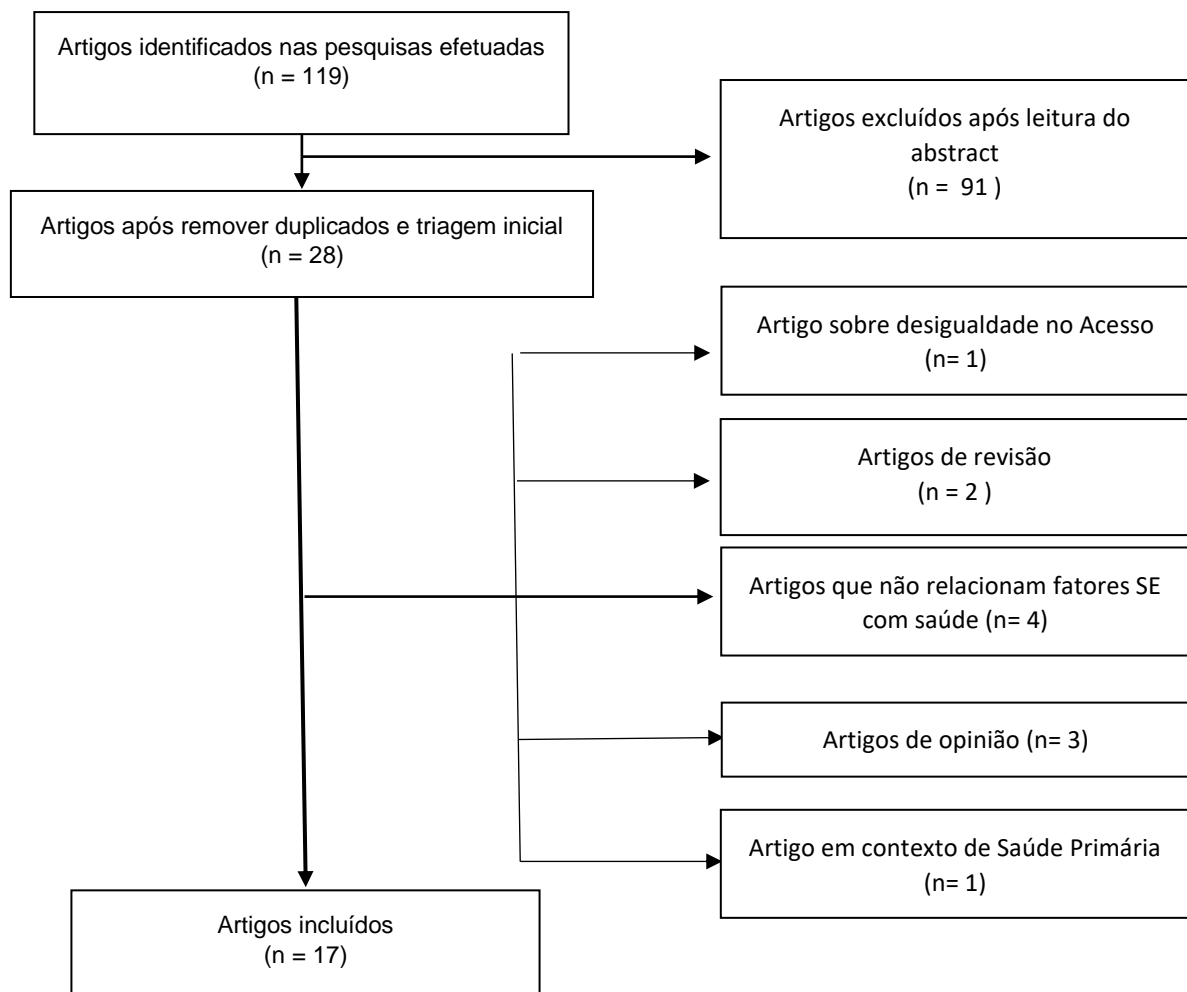 Artigos identificados nas pesquisas efetuadas
(n = 119)
Artigos excluídos após leitura do
abstract
(n = 91 )
Artigos após remover duplicados e triagem inicial
(n = 28)
Artigo sobre desigualdade no Acesso
(n= 1)
Artigos de revisão
(n = 2 )
Artigos que não relacionam fatores SE
com saúde (n= 4)
Artigos de opinião (n= 3)
Artigo em contexto de Saúde Primária
(n= 1)
Artigos incluídos
(n = 17)